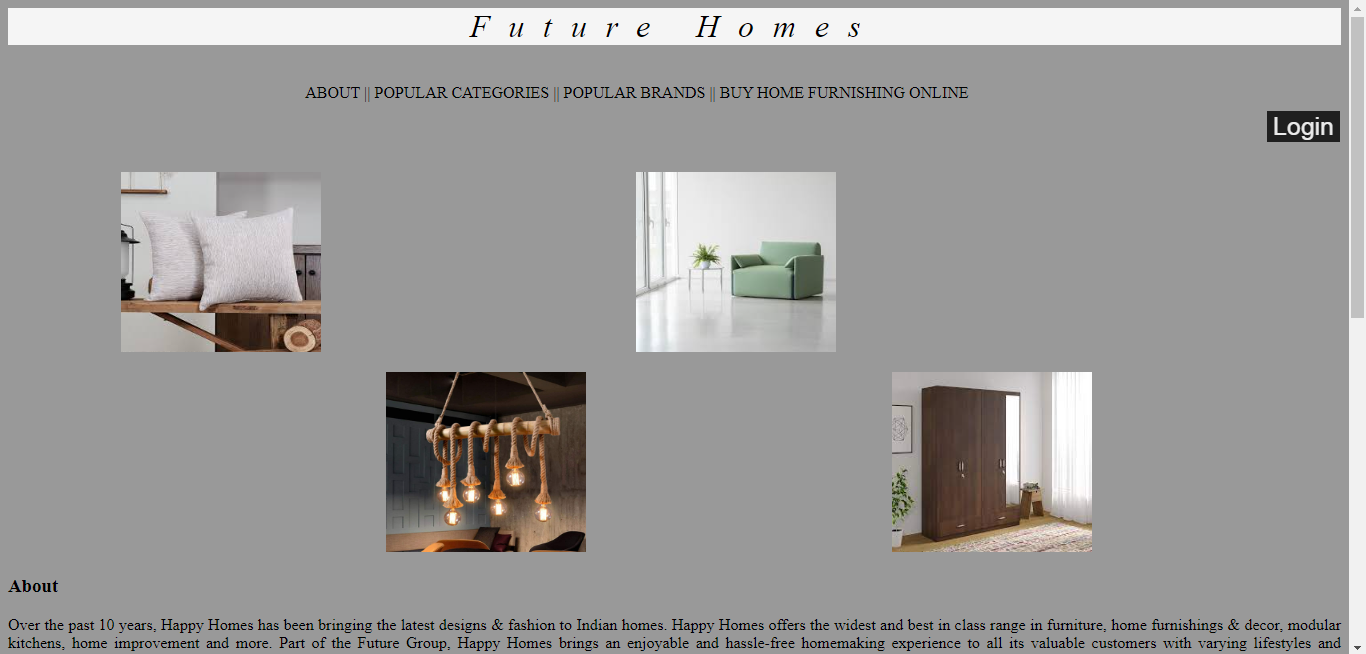 Future Homes
ABOUT || POPULAR CATEGORIES || POPULAR BRANDS || BUY HOME FURNISHING ONLINE
Login
About
Over the past 10 years, Happy Homes has been bringing the latest designs & fashion to Indian homes. Happy Homes offers the widest and best in class range in furniture, home furnishings & decor, modular
kitchens, home improvement and more. Part of the Future Group, Happy Homes brings an enjoyable and hassle-free homemaking experience to all its valuable customers with varying lifestyles and